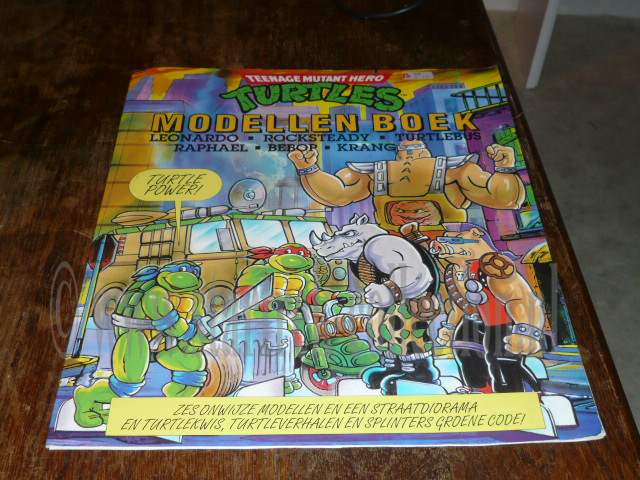 TEENAGE MUTANT HERO
TURTLES
MODELLEN BOEK
LEONARDO ▪ ROCKSTEADY ▪ TURTLEBUS
RAPHAEL ▪ BEBOP ▪ KRANG
TURTLE
POWER!
ZES ONWIJZE MODELLEN EN EEN STRAATDIORAMA
EN TURTLEKWIS, TURTLEVERHALEN EN SPLINTERS GROENE CODE!